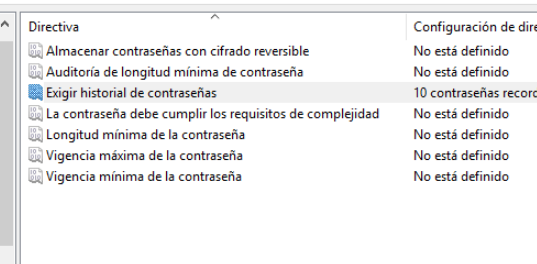 Directiva Configuración de dire
Almacenar contraseñas con cifrado reversible No está definido
Auditoría de longitud mínima de contraseña No está definido
Exigir historial de contraseñas 10 contraseñas record
La contraseña debe cumplir los requisitos de complejidad No está definido
Longitud mínima de la contraseña No está definido
Vigencia máxima de la contraseña No está definido
Vigencia mínima de la contraseña No está definido